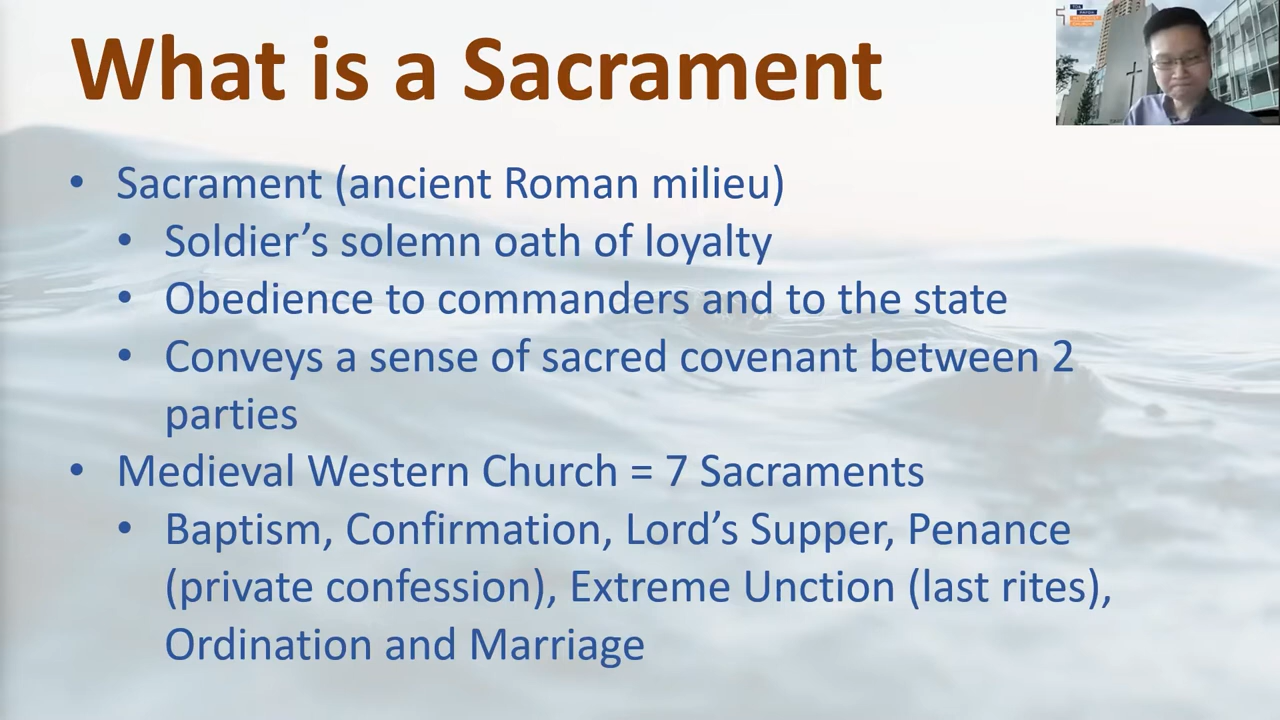 What is a Sacrament
• Sacrament (ancient Roman milieu)
• Soldier’s solemn oath of loyalty
• Obedience to commanders and to the state
• Conveys a sense of sacred covenant between 2
parties
• Medieval Western Church = 7 Sacraments
• Baptism, Confirmation, Lord’s Supper, Penance
(private confession), Extreme Unction (last rites),
Ordination and Marriage